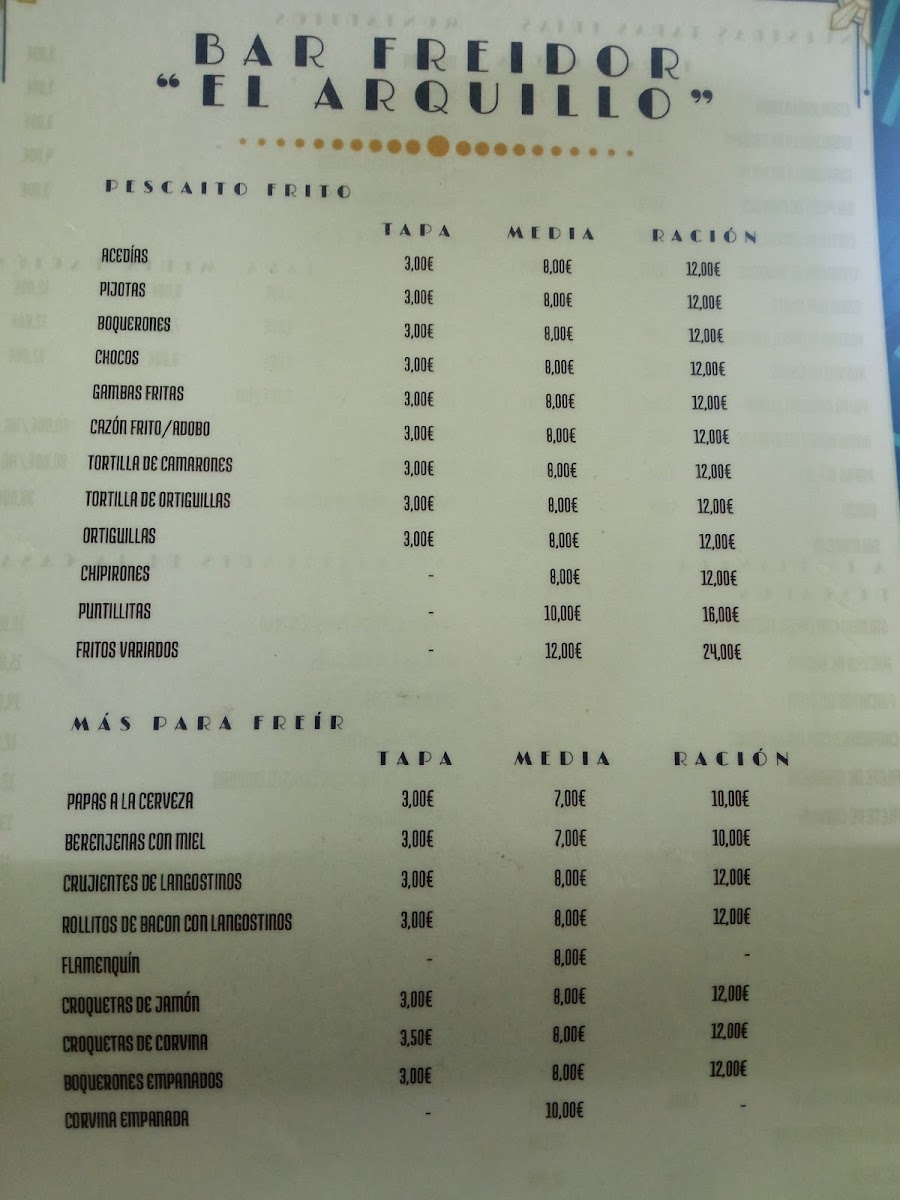 BAR FREIDOR
“EL ARQUILLO”
PESCAITO FRITO
TAPA MEDIA RACIÓN
ACEDÍAS 3,00€ 8,00€ 12,00€
PIJOTAS 3,00€ 8,00€ 12,00€
BOQUERONES 3,00€ 8,00€ 12,00€
CHOCOS 3,00€ 8,00€ 12,00€
GAMBAS FRITAS 3,00€ 8,00€ 12,00€
CAZÓN FRITO/ADOBO 3,00€ 8,00€ 12,00€
TORTILLA DE CAMARONES 3,00€ 8,00€ 12,00€
TORTILLA DE ORTIGUILLAS 3,00€ 8,00€ 12,00€
ORTIGUILLAS 3,00€ 8,00€ 12,00€
CHIPIRONES - 8,00€ 12,00€
PUNTILLITAS - 10,00€ 16,00€
FRITOS VARIADOS - 12,00€ 24,00€
MÁS PARA FREÍR
TAPA MEDIA RACIÓN
PAPAS A LA CERVEZA 3,00€ 7,00€ 10,00€
BERENJENAS CON MIEL 3,00€ 7,00€ 10,00€
CRUJIENTES DE LANGOSTINOS 3,00€ 8,00€ 12,00€
ROLLITOS DE BACON CON LANGOSTINOS 3,00€ 8,00€ 12,00€
FLAMENQUÍN - 8,00€ -
CROQUETAS DE JAMÓN 3,00€ 8,00€ 12,00€
CROQUETAS DE CORVINA 3,50€ 8,00€ 12,00€
BOQUERONES EMPANADOS 3,00€ 8,00€ 12,00€
CORVINA EMPANADA - 10,00€ -